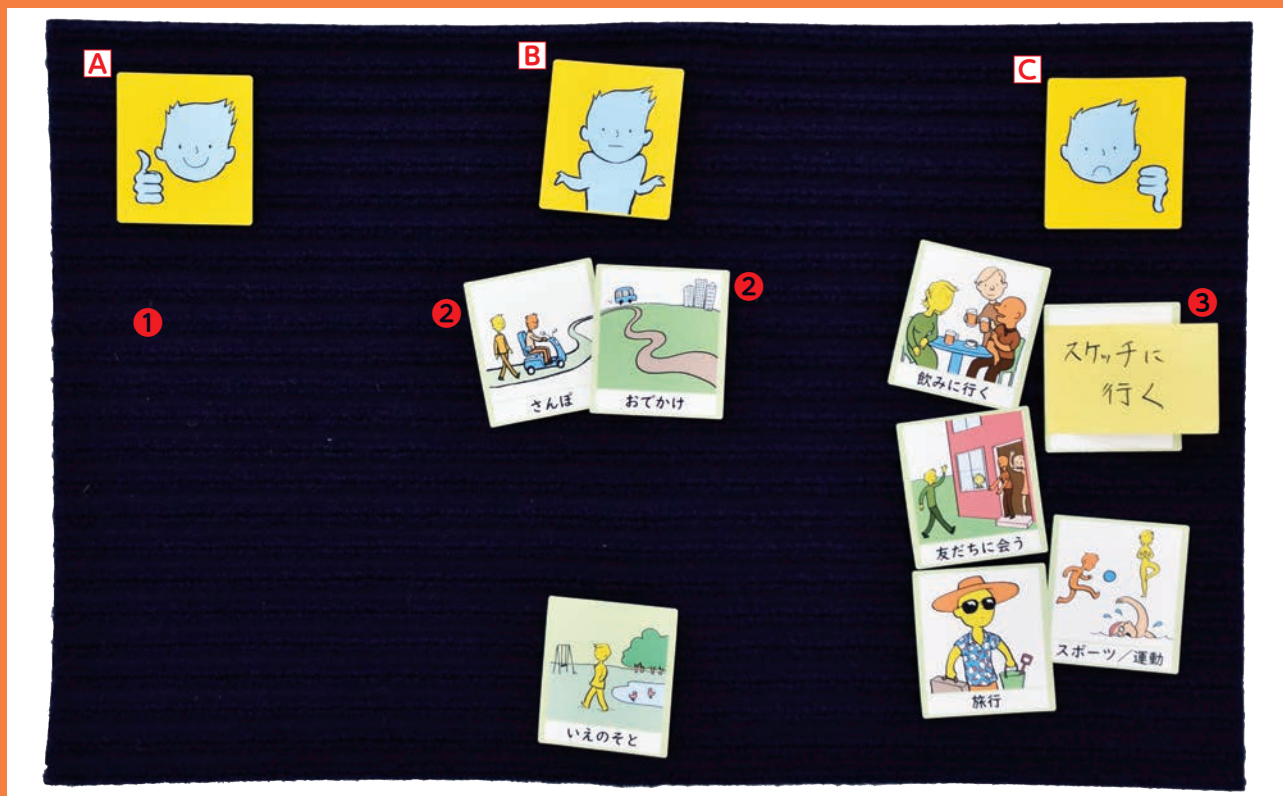 A
B
C
❶
❷
❷
❸
さんぽ
おでかけ
飲みに行く
スケッチに
行く
友だちに会う
スポーツ/運動
旅行
いえのそと